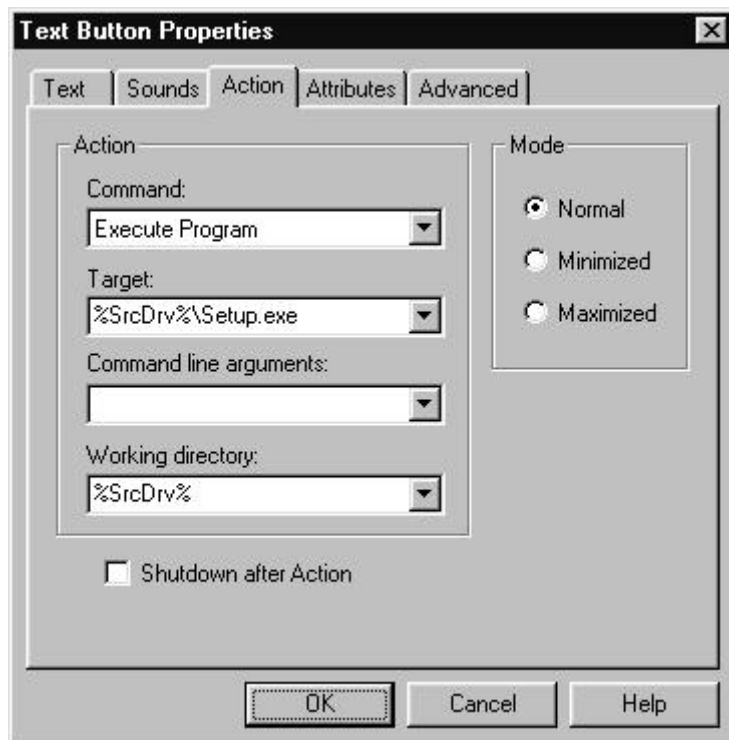 Text Button Properties
Text Sounds Action Attributes Advanced
Action
Command:
Execute Program
Target:
%SrcDrv%\Setup.exe
Command line arguments:
Working directory:
%SrcDrv%
Shutdown after Action
Mode
Normal
Minimized
Maximized
OK Cancel Help